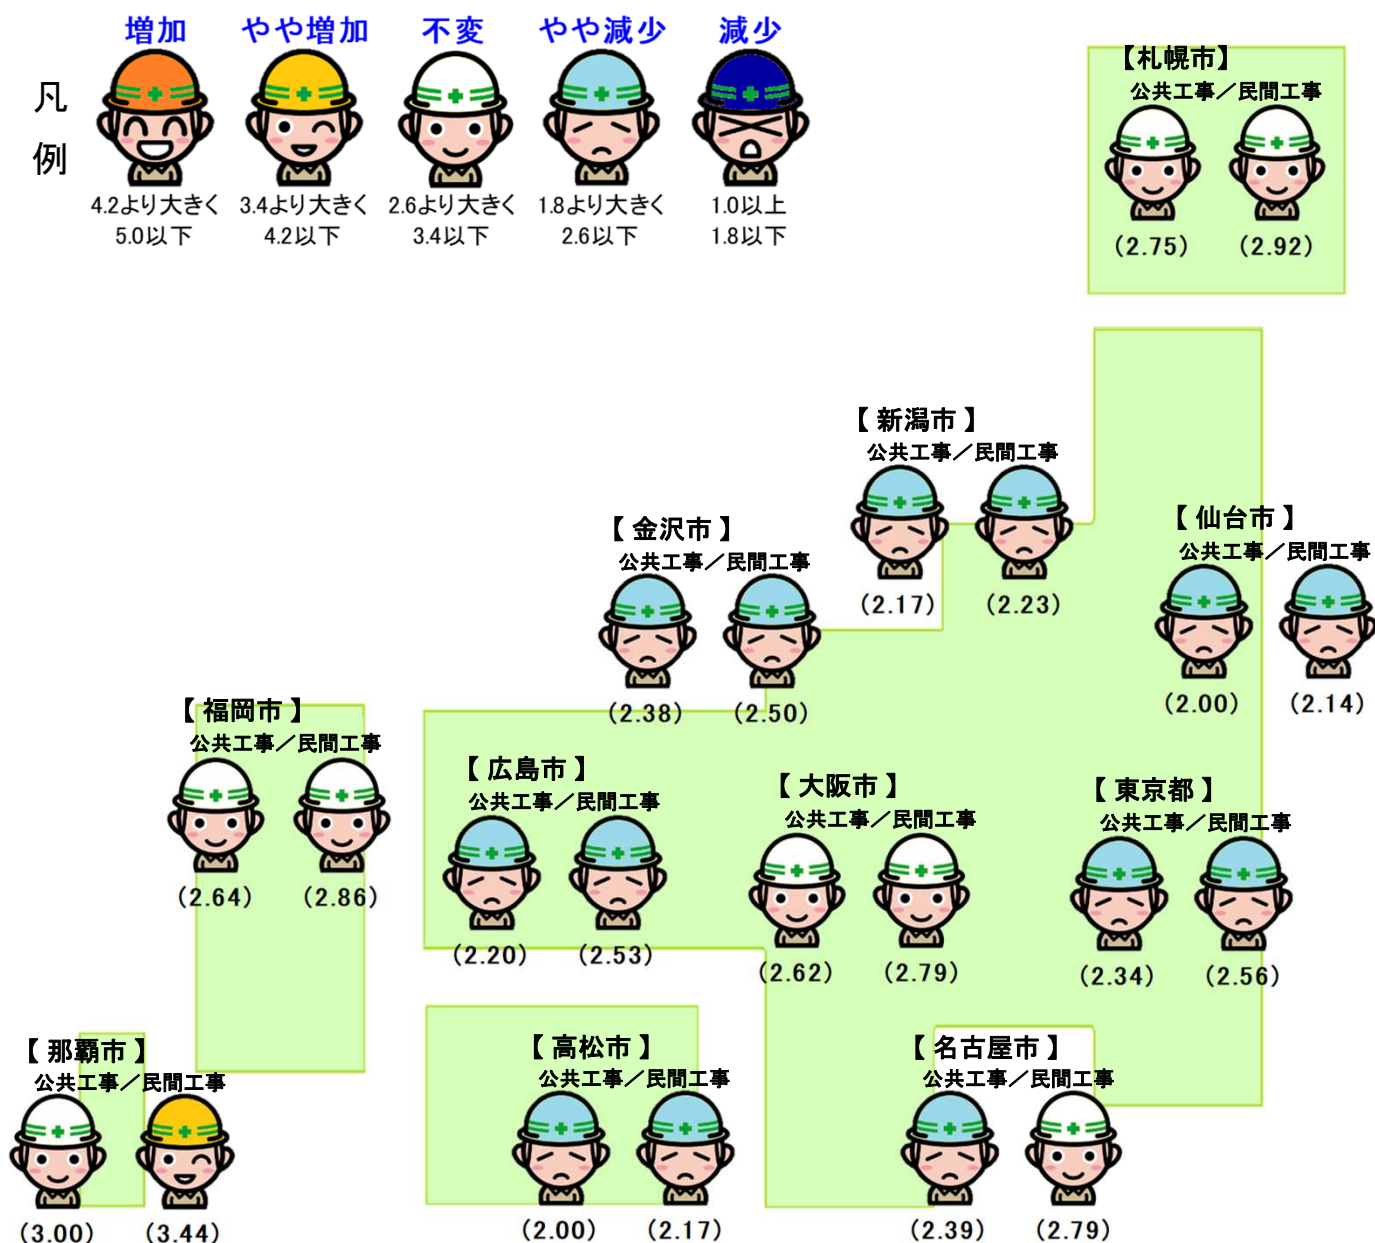 増加 やや増加 不変 やや減少 減少
凡
例
4.2より大きく 3.4より大きく 2.6より大きく 1.8より大きく 1.0以上
5.0以下 4.2以下 3.4以下 2.6以下 1.8以下
【札幌市】
公共工事／民間工事
(2.75) (2.92)
【 新潟市 】
公共工事／民間工事
(2.17) (2.23)
【 金沢市 】
公共工事／民間工事
(2.38) (2.50)
【 仙台市 】
公共工事／民間工事
(2.00) (2.14)
【 福岡市 】
公共工事／民間工事
(2.64) (2.86)
【 広島市 】
公共工事／民間工事
(2.20) (2.53)
【 大阪市 】
公共工事／民間工事
(2.62) (2.79)
【 東京都 】
公共工事／民間工事
(2.34) (2.56)
【 那覇市 】
公共工事／民間工事
(3.00) (3.44)
【 高松市 】
公共工事／民間工事
(2.00) (2.17)
【 名古屋市 】
公共工事／民間工事
(2.39) (2.79)